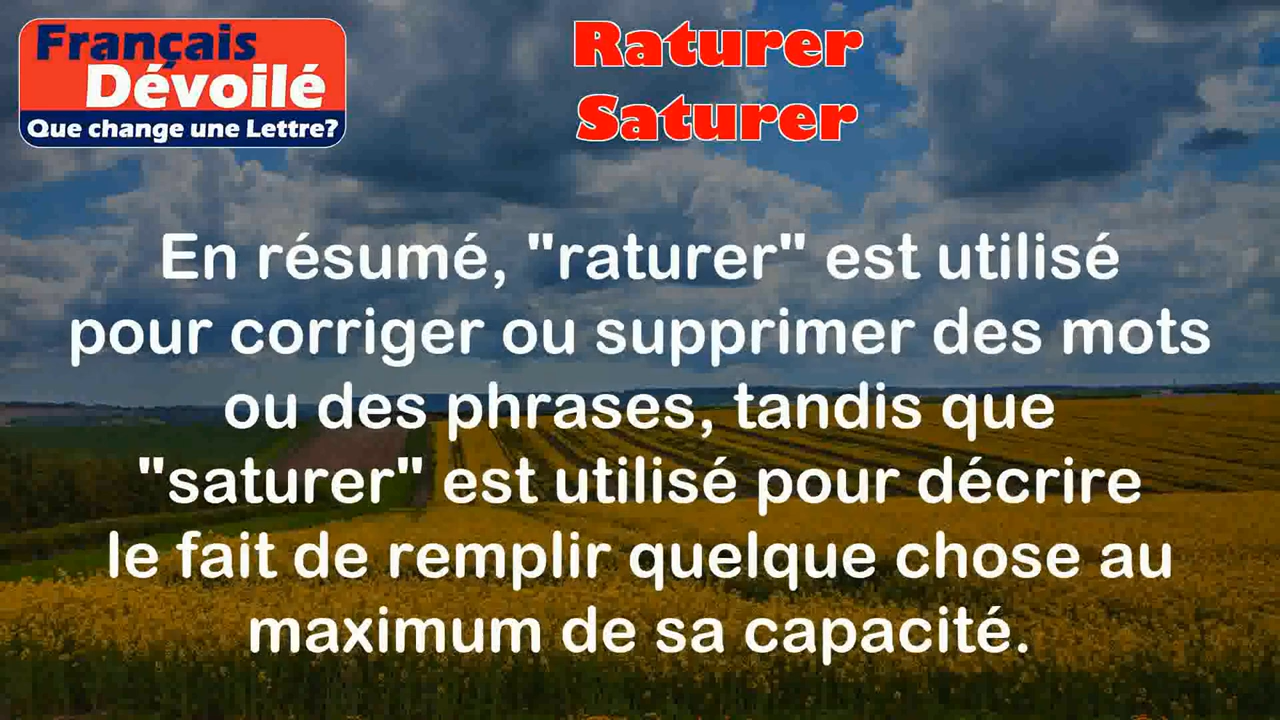 Français
Dévoilé
Que change une Lettre?
Raturer
Saturer
En résumé, "raturer" est utilisé
pour corriger ou supprimer des mots
ou des phrases, tandis que
"saturer" est utilisé pour décrire
le fait de remplir quelque chose au
maximum de sa capacité.